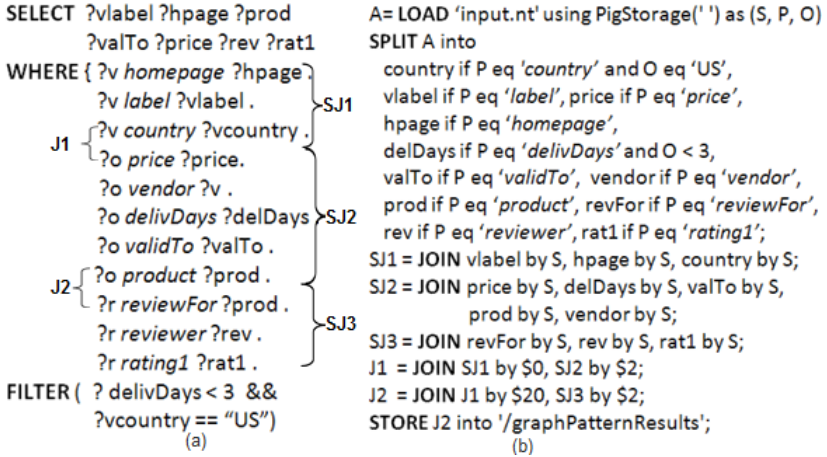 SELECT ?vlabel ?hpage ?prod
?valTo ?price ?rev ?rat1
WHERE { ?v homepage ?hpage .
?v label ?vlabel .
?v country ?vcountry .
?o price ?price.
?o vendor ?v .
?o delivDays ?delDays
?o validTo ?valTo .
?o product ?prod .
?r reviewFor ?prod .
?r reviewer ?rev .
?r rating1 ?rat1 .
FILTER ( ? delivDays < 3 &&
?vcountry == “US”)
J1
J2
SJ1
SJ2
SJ3
(a)
A= LOAD ‘input.nt' using PigStorage(' ') as (S, P, O)
SPLIT A into
country if P eq 'country’ and O eq 'US’,
vlabel if P eq ‘label’, price if P eq ‘price’,
hpage if P eq ‘homepage’,
delDays if P eq ‘delivDays’ and O < 3,
valTo if P eq ‘validTo’, vendor if P eq ‘vendor’,
prod if P eq ‘product’, revFor if P eq ‘reviewFor’,
rev if P eq ‘reviewer’, rat1 if P eq ‘rating1’;
SJ1 = JOIN vlabel by S, hpage by S, country by S;
SJ2 = JOIN price by S, delDays by S, valTo by S,
prod by S, vendor by S;
SJ3 = JOIN revFor by S, rev by S, rat1 by S;
J1 = JOIN SJ1 by $0, SJ2 by $2;
J2 = JOIN J1 by $20, SJ3 by $2;
STORE J2 into '/graphPatternResults';
(b)